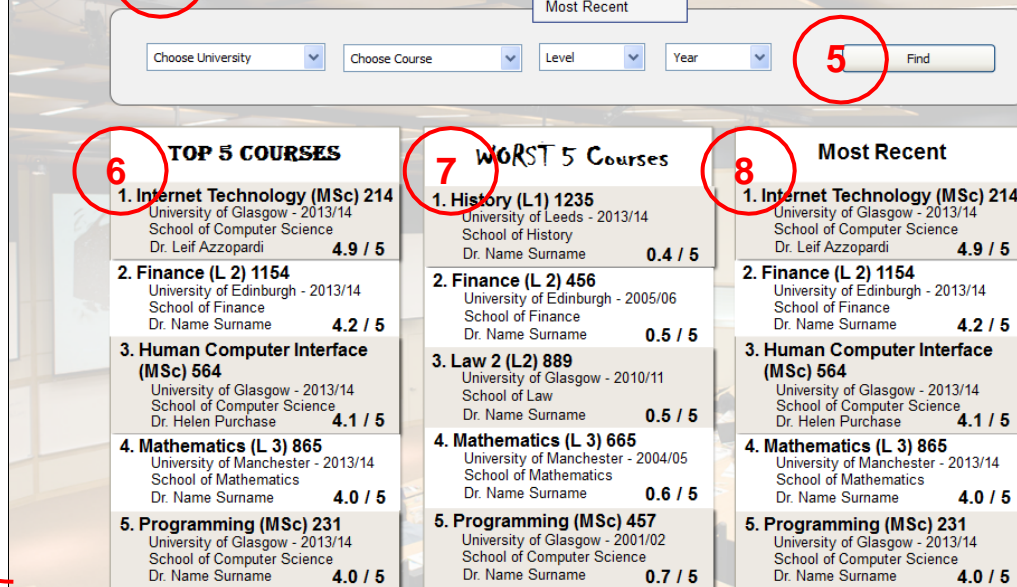 Most Recent
Choose University
Choose Course
Level
Year
5
Find
6
TOP 5 COURSES
1. Internet Technology (MSc) 214
University of Glasgow - 2013/14
School of Computer Science
Dr. Leif Azzopardi 4.9 / 5
2. Finance (L 2) 1154
University of Edinburgh - 2013/14
School of Finance
Dr. Name Surname 4.2 / 5
3. Human Computer Interface
(MSc) 564
University of Glasgow - 2013/14
School of Computer Science
Dr. Helen Purchase 4.1 / 5
4. Mathematics (L 3) 865
University of Manchester - 2013/14
School of Mathematics
Dr. Name Surname 4.0 / 5
5. Programming (MSc) 231
University of Glasgow - 2013/14
School of Computer Science
Dr. Name Surname 4.0 / 5
7
WORST 5 Courses
1. History (L1) 1235
University of Leeds - 2013/14
School of History
Dr. Name Surname 0.4 / 5
2. Finance (L 2) 456
University of Edinburgh - 2005/06
School of Finance
Dr. Name Surname 0.5 / 5
3. Law 2 (L2) 889
University of Glasgow - 2010/11
School of Law
Dr. Name Surname 0.5 / 5
4. Mathematics (L 3) 665
University of Manchester - 2004/05
School of Mathematics
Dr. Name Surname 0.6 / 5
5. Programming (MSc) 457
University of Glasgow - 2001/02
School of Computer Science
Dr. Name Surname 0.7 / 5
8
Most Recent
1. Internet Technology (MSc) 214
University of Glasgow - 2013/14
School of Computer Science
Dr. Leif Azzopardi 4.9 / 5
2. Finance (L 2) 1154
University of Edinburgh - 2013/14
School of Finance
Dr. Name Surname 4.2 / 5
3. Human Computer Interface
(MSc) 564
University of Glasgow - 2013/14
School of Computer Science
Dr. Helen Purchase 4.1 / 5
4. Mathematics (L 3) 865
University of Manchester - 2013/14
School of Mathematics
Dr. Name Surname 4.0 / 5
5. Programming (MSc) 231
University of Glasgow - 2013/14
School of Computer Science
Dr. Name Surname 4.0 / 5